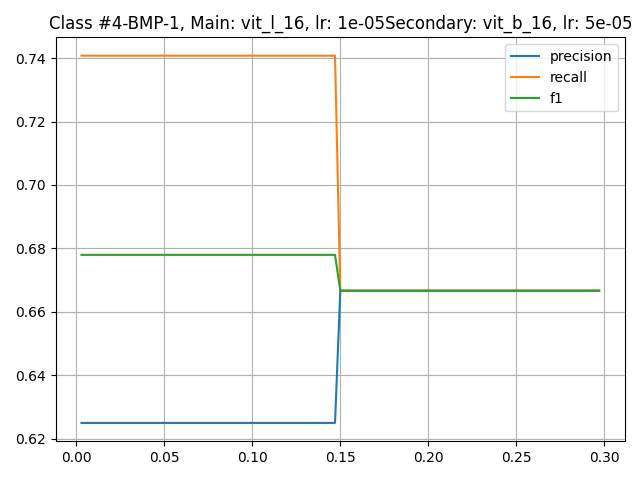 Class #4-BMP-1, Main: vit_l_16, lr: 1e-05Secondary: vit_b_16, lr: 5e-05
precision
recall
f1
0.74
0.72
0.70
0.68
0.66
0.64
0.62
0.00 0.05 0.10 0.15 0.20 0.25 0.30